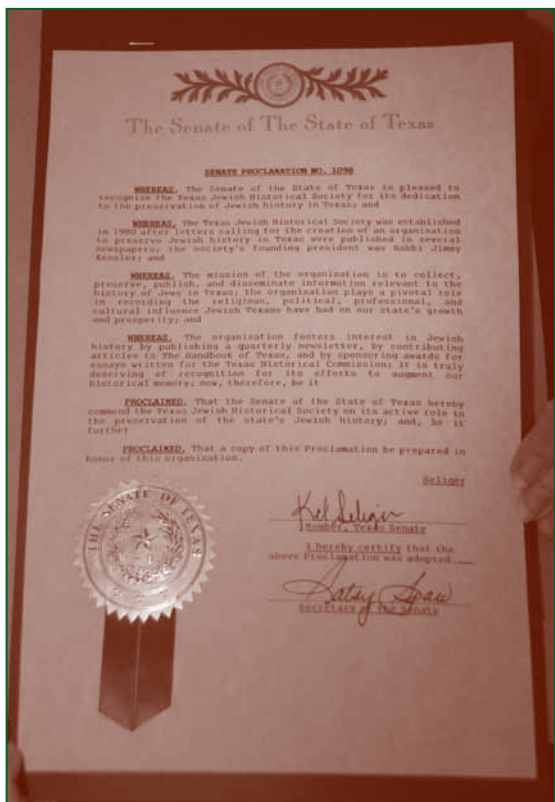 The Senate of The State of Texas
SENATE PROCLAMATION NO. 1098
WHEREAS, The Senate of the State of Texas is pleased to
recognize the Texas Jewish Historical Society for its dedication
to the preservation of Jewish history in Texas; and
WHEREAS, The Texas Jewish Historical Society was established
in 1980 after letters calling for the creation of an organization
to preserve Jewish history in Texas were published in several
newspapers; the society's founding president was Rabbi Jimmy
Kessler; and
WHEREAS, The mission of the organization is to collect,
preserve, publish, and disseminate information relevant to the
history of Jews in Texas; the organization plays a pivotal role
in recording the religious, political, professional, and
cultural influence Jewish Texans have had on our state's growth
and prosperity; and
WHEREAS, The organization fosters interest in Jewish
history by publishing a quarterly newsletter, by contributing
articles to The Handbook of Texas, and by sponsoring awards for
essays written for the Texas Historical Commission; it is truly
deserving of recognition for its efforts to augment our
historical memory; now, therefore, be it
PROCLAIMED, That the Senate of the State of Texas hereby
commend the Texas Jewish Historical Society on its active role in
the preservation of the state's Jewish history; and, be it
further
PROCLAIMED, That a copy of this Proclamation be prepared in
honor of this organization.
Seliger
Kel Seliger
Member, Texas Senate
I hereby certify that the
above Proclamation was adopted.
Patsy Spaw
Secretary of the Senate
THE SENATE OF TEXAS